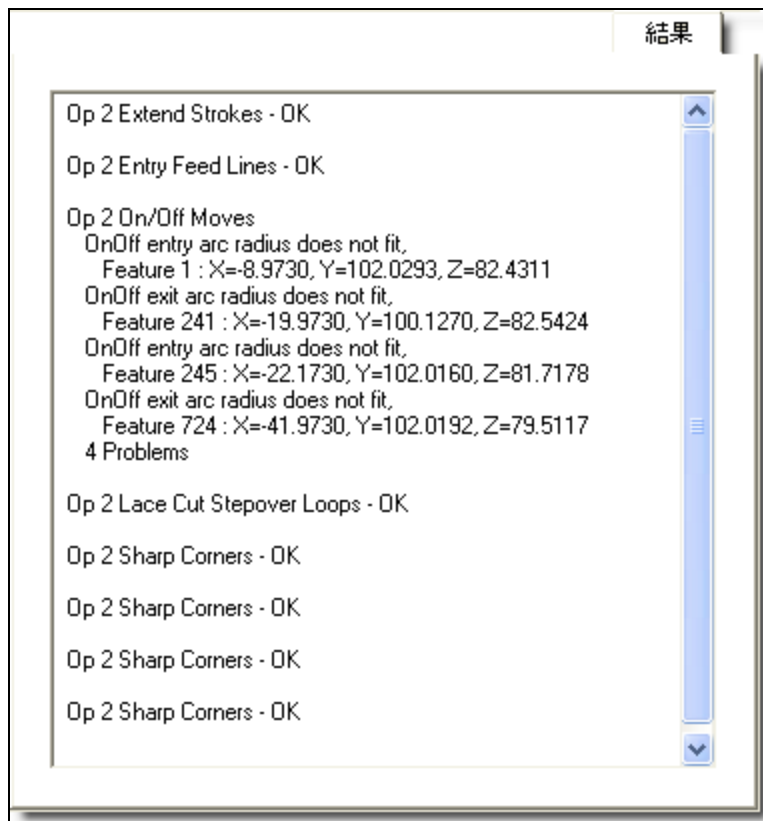 結果
Op 2 Extend Strokes - OK
Op 2 Entry Feed Lines - OK
Op 2 On/Off Moves
OnOff entry arc radius does not fit,
Feature 1 : X=-8.9730, Y=102.0293, Z=82.4311
OnOff exit arc radius does not fit,
Feature 241 : X=-19.9730, Y=100.1270, Z=82.5424
OnOff entry arc radius does not fit,
Feature 245 : X=-22.1730, Y=102.0160, Z=81.7178
OnOff exit arc radius does not fit,
Feature 724 : X=-41.9730, Y=102.0192, Z=79.5117
4 Problems
Op 2 Lace Cut Stepover Loops - OK
Op 2 Sharp Corners - OK
Op 2 Sharp Corners - OK
Op 2 Sharp Corners - OK
Op 2 Sharp Corners - OK